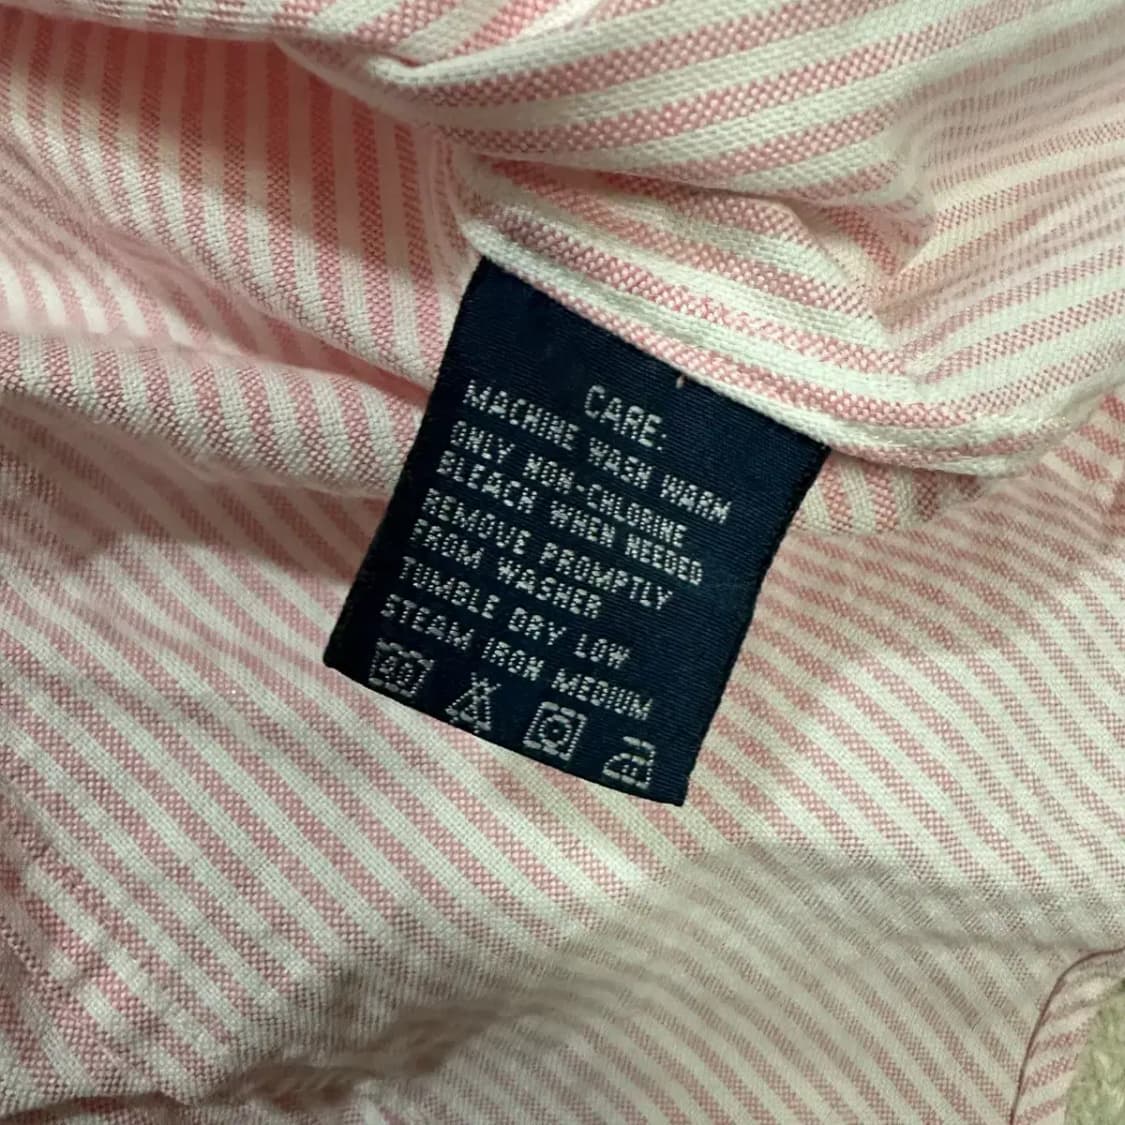 CARE:
MACHINE WASH WARM
ONLY NON-CHLORINE
BLEACH WHEN NEEDED
REMOVE PROMPTLY
FROM WASHER
TUMBLE DRY LOW
STEAM IRON MEDIUM